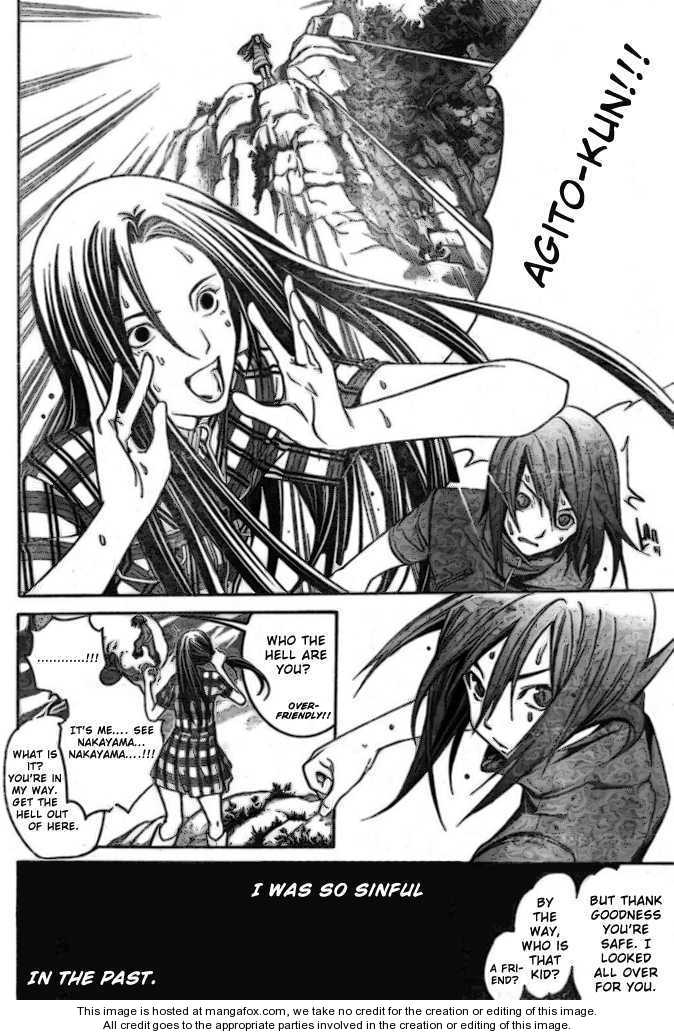 AGITO-KUN!!!
WHO THE
HELL ARE
YOU?
OVER-
FRIENDLY!!
............!!!
IT'S ME.... SEE
NAKAYAMA...
NAKAYAMA....!!!
WHAT IS
IT?
YOU'RE IN
MY WAY.
GET THE
HELL OUT
OF HERE.
I WAS SO SINFUL
IN THE PAST.
BUT THANK
GOODNESS
YOU'RE
SAFE. I
LOOKED
ALL OVER
FOR YOU.
BY
THE
WAY,
WHO IS
THAT
KID?
A FRI-
END?
This image is hosted at mangafox.com, we take no credit for the creation or editing of this image.
All credit goes to the appropriate parties involved in the creation or editing of this image.